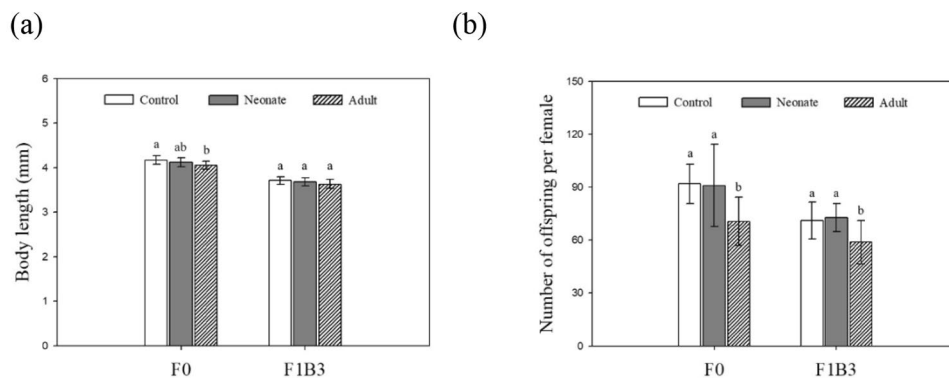 (a)
(b)
6
5
4
3
2
1
0
Body length (mm)
Control Neonate Adult
a ab b
a a a
F0 F1B3
150
120
90
60
30
0
Number of offspring per female
Control Neonate Adult
a a b
a a b
F0 F1B3